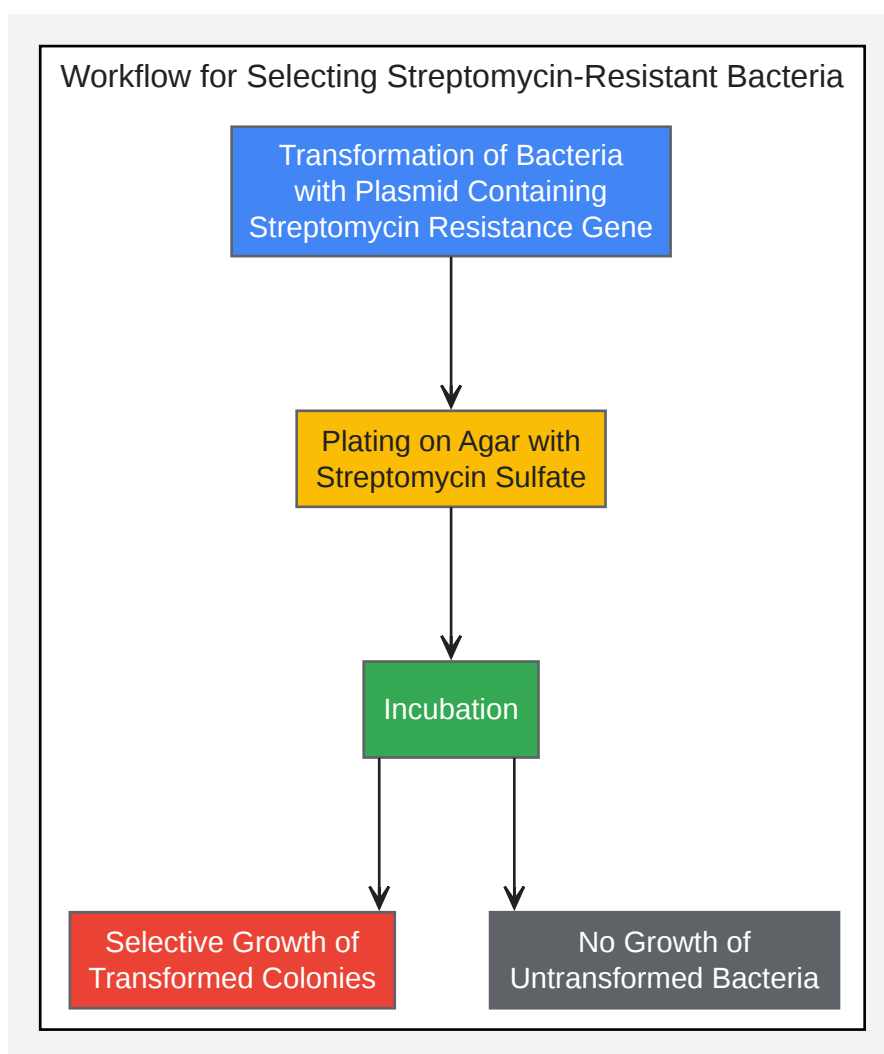 Workflow for Selecting Streptomycin-Resistant Bacteria
Transformation of Bacteria
with Plasmid Containing
Streptomycin Resistance Gene
Plating on Agar with
Streptomycin Sulfate
Incubation
Selective Growth of
Transformed Colonies
No Growth of
Untransformed Bacteria